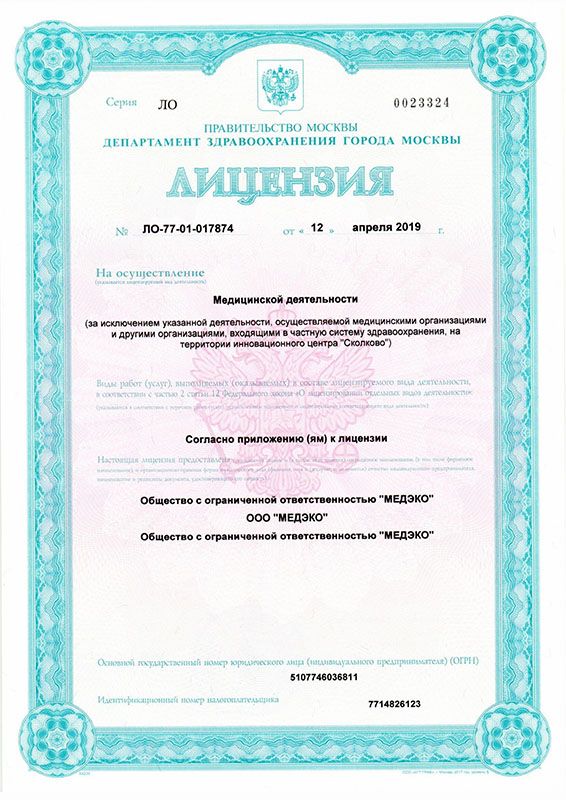 Серия ЛО 0023324
ПРАВИТЕЛЬСТВО МОСКВЫ
ДЕПАРТАМЕНТ ЗДРАВООХРАНЕНИЯ ГОРОДА МОСКВЫ
ЛИЦЕНЗИЯ
№ ЛО-77-01-017874 от « 12 » апреля 2019 г.
На осуществление
(указывается лицензируемый вид деятельности)
Медицинской деятельности
(за исключением указанной деятельности, осуществляемой медицинскими организациями
и другими организациями, входящими в частную систему здравоохранения, на
территории инновационного центра "Сколково")
Виды работ (услуг), выполняемых (оказываемых) в составе лицензируемого вида деятельности,
в соответствии с частью 2 статьи 12 Федерального закона «О лицензировании отдельных видов деятельности»:
Согласно приложению (ям) к лицензии
Настоящая лицензия предоставлена
Общество с ограниченной ответственностью "МЕДЭКО"
ООО "МЕДЭКО"
Общество с ограниченной ответственностью "МЕДЭКО"
Основной государственный номер юридического лица (индивидуального предпринимателя) (ОГРН)
5107746036811
Идентификационный номер налогоплательщика
7714826123